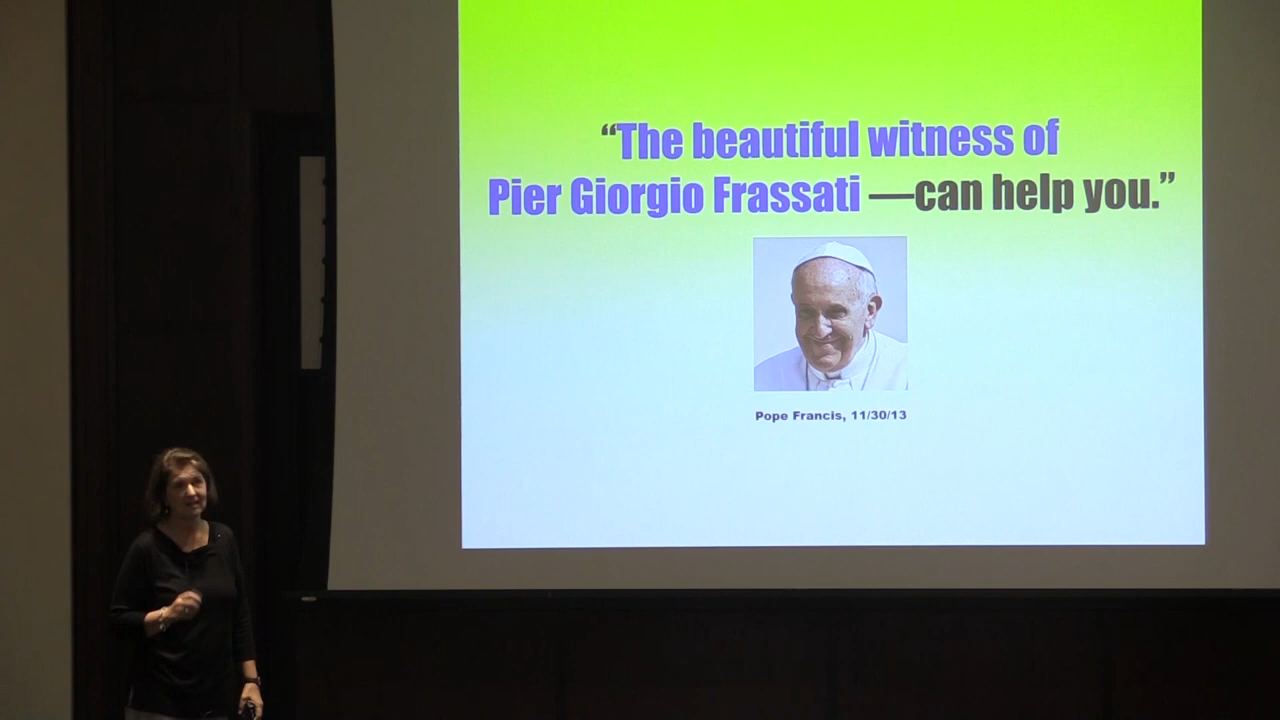 “The beautiful witness of
Pier Giorgio Frassati —can help you.”
Pope Francis, 11/30/13